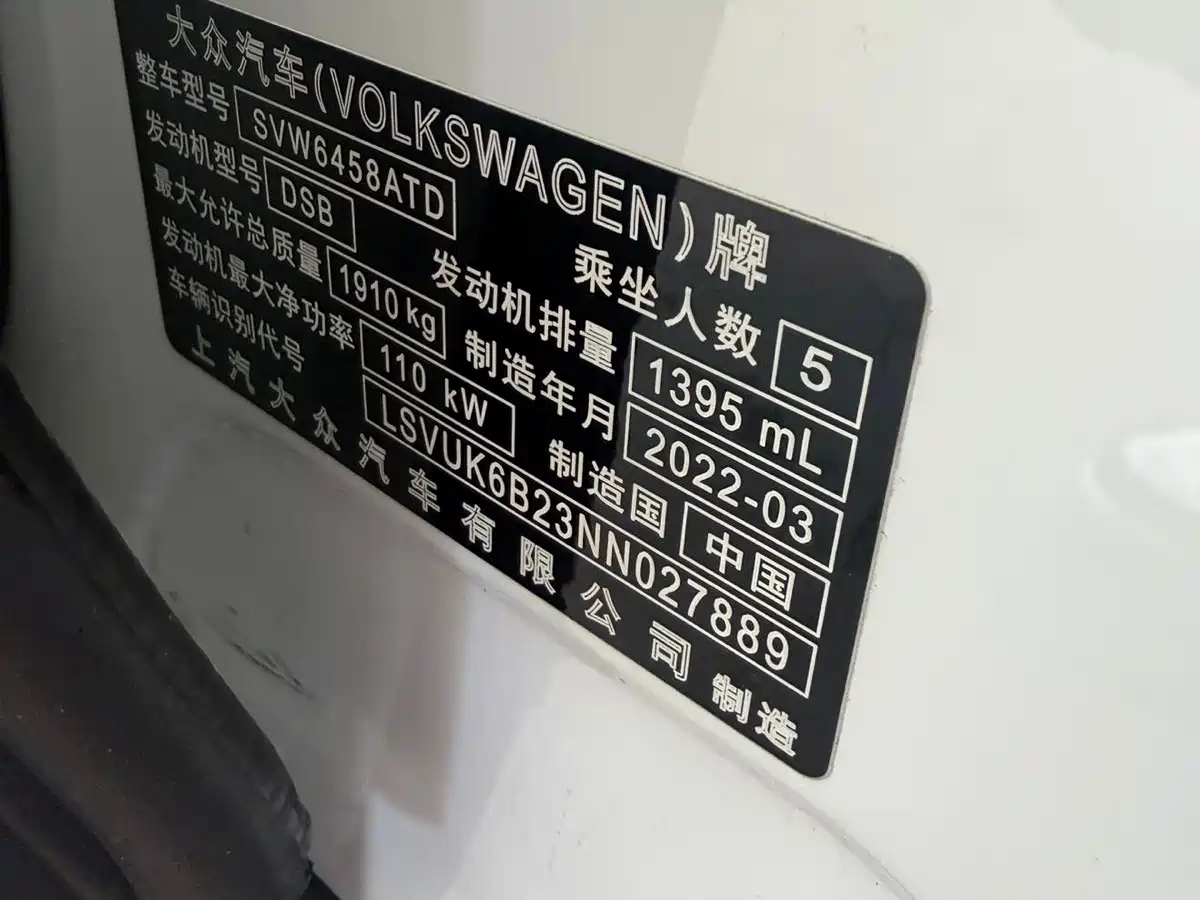 大众汽车(VOLKSWAGEN)牌
整车型号 SVW6458ATD 乘坐人数 5
发动机型号 DSB 发动机排量 1395 mL
最大允许总质量 1910kg 制造年月 2022-03
发动机最大净功率 110 kW 制造国 中国
车辆识别代号 LSVUK6B23NN027889
上汽大众汽车有限公司制造